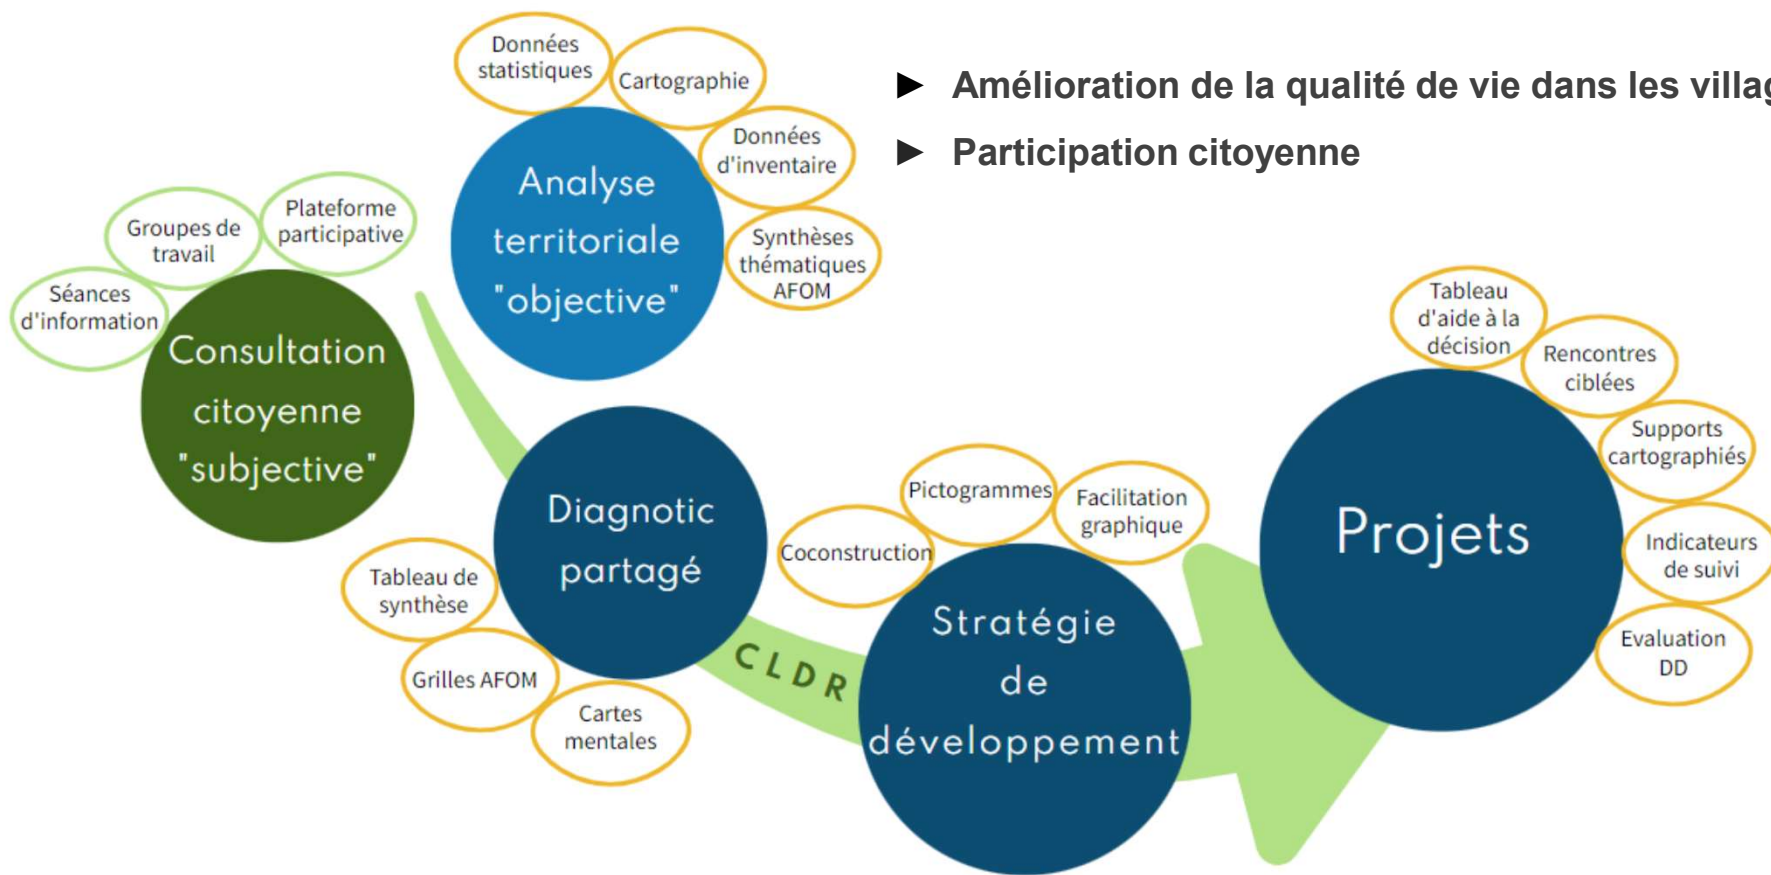 ► Amélioration de la qualité de vie dans les villag
► Participation citoyenne
Données
statistiques
Cartographie
Données
d'inventaire
Synthèses
thématiques
AFOM
Analyse
territoriale
"objective"
Plateforme
participative
Groupes de
travail
Séances
d'information
Consultation
citoyenne
"subjective"
Diagnotic
partagé
Tableau de
synthèse
Grilles AFOM
Cartes
mentales
CLDR
Coconstruction
Pictogrammes
Facilitation
graphique
Stratégie
de
développement
Tableau
d'aide à la
décision
Rencontres
ciblées
Supports
cartographiés
Indicateurs
de suivi
Evaluation
DD
Projets